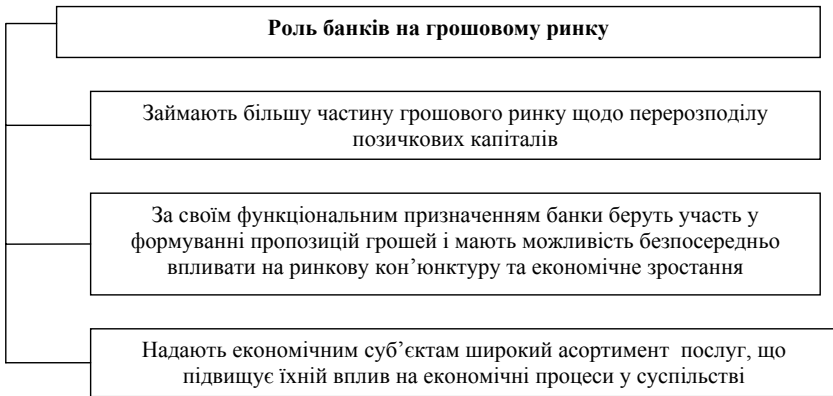 Роль банків на грошовому ринку
Займають більшу частину грошового ринку щодо перерозподілу
позичкових капіталів
За своїм функціональним призначенням банки беруть участь у
формуванні пропозицій грошей і мають можливість безпосередньо
впливати на ринкову кон’юнктуру та економічне зростання
Надають економічним суб’єктам широкий асортимент послуг, що
підвищує їхній вплив на економічні процеси у суспільстві